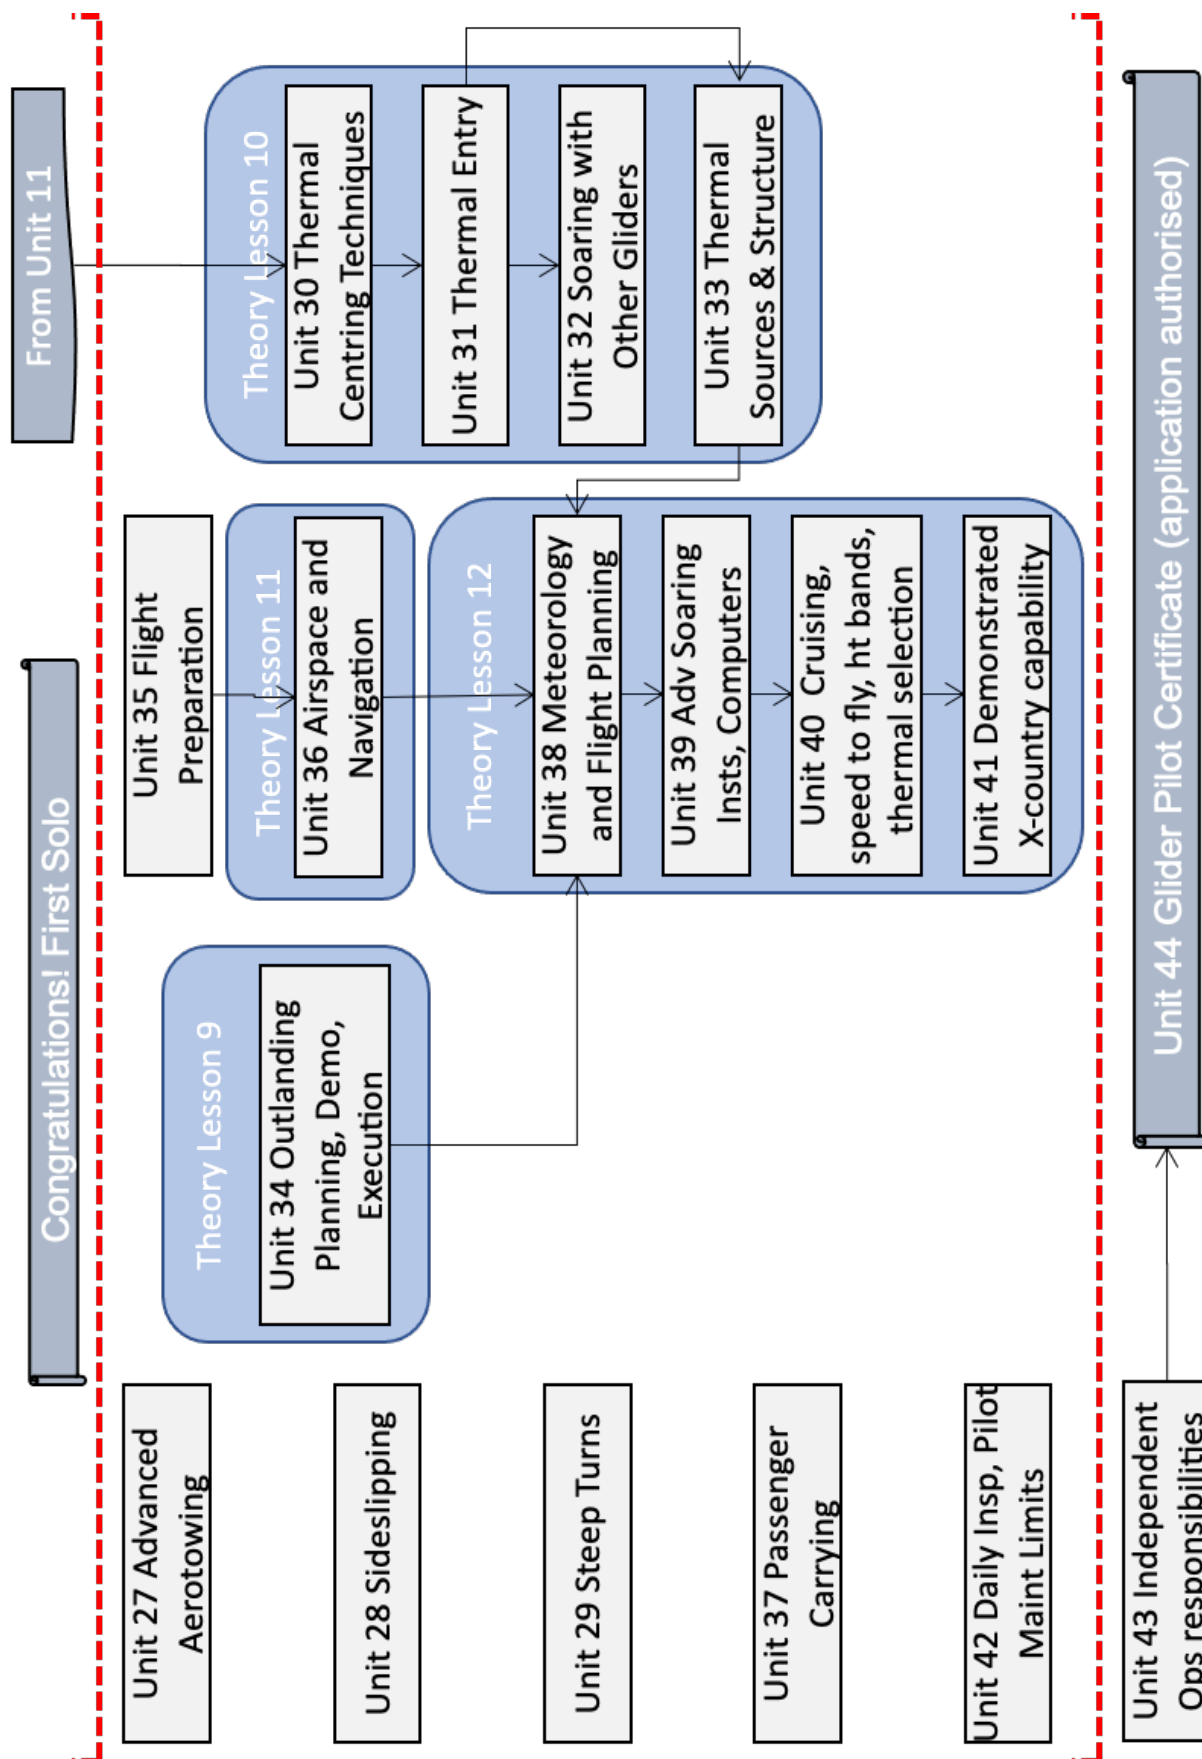 Congratulations! First Solo
From Unit 11
Unit 27 Advanced
Aerotowing
Unit 28 Sideslipping
Unit 29 Steep Turns
Unit 37 Passenger
Carrying
Unit 42 Daily Insp, Pilot
Maint Limits
Theory Lesson 9
Unit 34 Outlanding
Planning, Demo,
Execution
Unit 35 Flight
Preparation
Theory Lesson 11
Unit 36 Airspace and
Navigation
Theory Lesson 12
Unit 38 Meteorology
and Flight Planning
Unit 39 Adv Soaring
Insts, Computers
Unit 40 Cruising,
speed to fly, ht bands,
thermal selection
Unit 41 Demonstrated
X-country capability
Theory Lesson 10
Unit 30 Thermal
Centring Techniques
Unit 31 Thermal Entry
Unit 32 Soaring with
Other Gliders
Unit 33 Thermal
Sources & Structure
Unit 43 Independent
Ops responsibilities
Unit 44 Glider Pilot Certificate (application authorised)